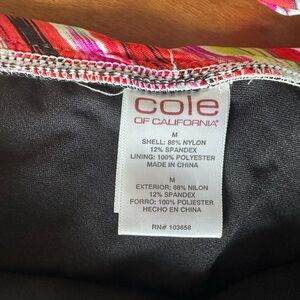 cole
OF CALIFORNIA®
M
SHELL: 88% NYLON
12% SPANDEX
LINING: 100% POLYESTER
MADE IN CHINA
M
EXTERIOR: 88% NILON
12% SPANDEX
FORRO: 100% POLIESTER
HECHO EN CHINA
RN# 103658